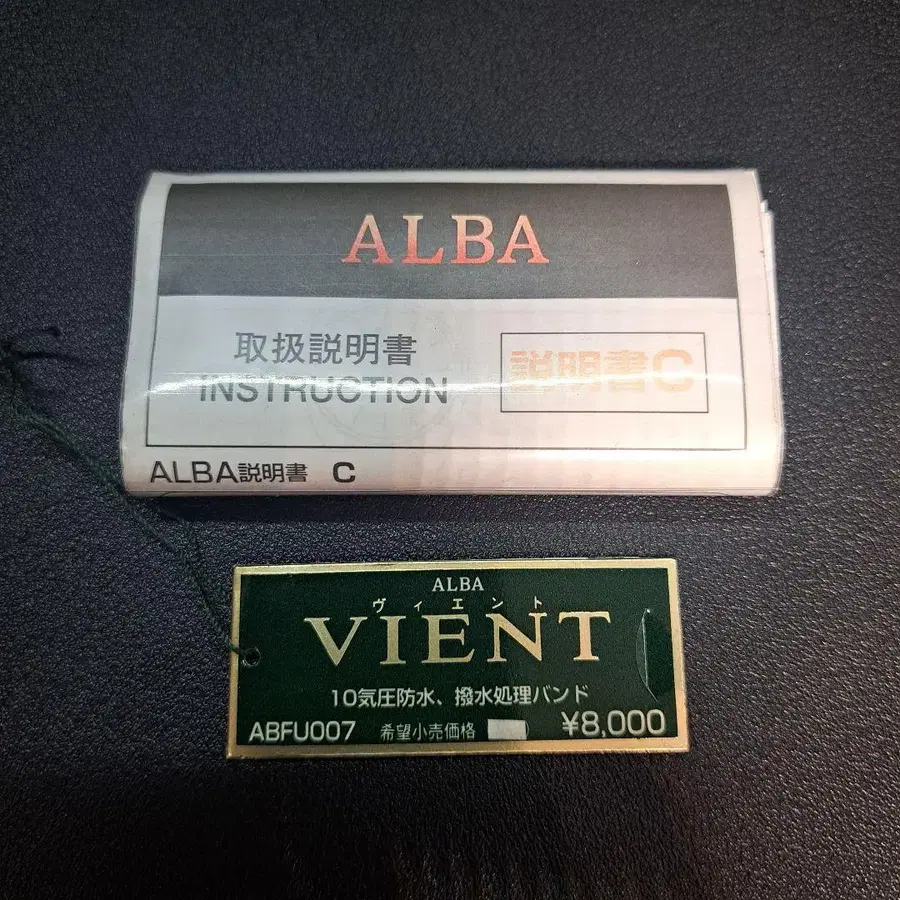 ALBA
取扱説明書
INSTRUCTION
説明書C
ALBA説明書 C
ALBA
ヴィエント
VIENT
10気圧防水、撥水処理バンド
ABFU007 希望小売価格 ¥8,000